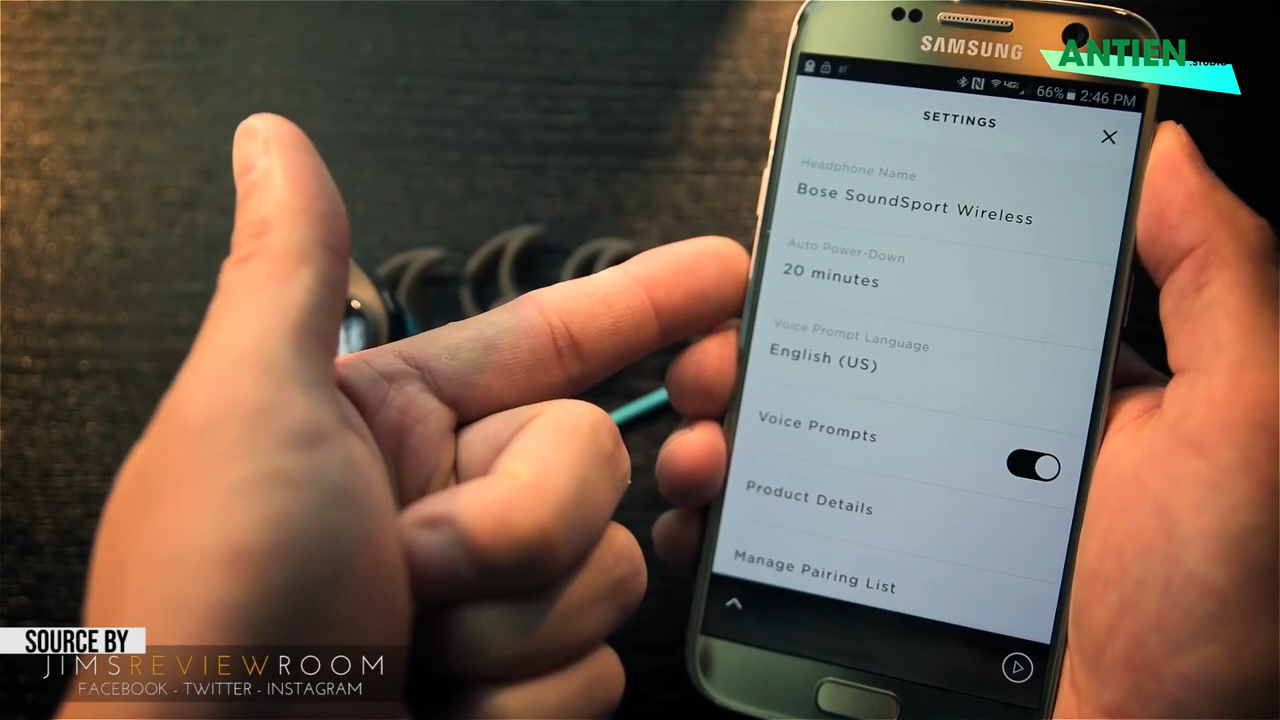 SAMSUNG
ANTIEN
.STUDIO
66% 2:46 PM
SETTINGS
Headphone Name
Bose SoundSport Wireless
Auto Power-Down
20 minutes
Voice Prompt Language
English (US)
Voice Prompts
Product Details
Manage Pairing List
SOURCE BY
JIMSREVIEWROOM
FACEBOOK - TWITTER - INSTAGRAM